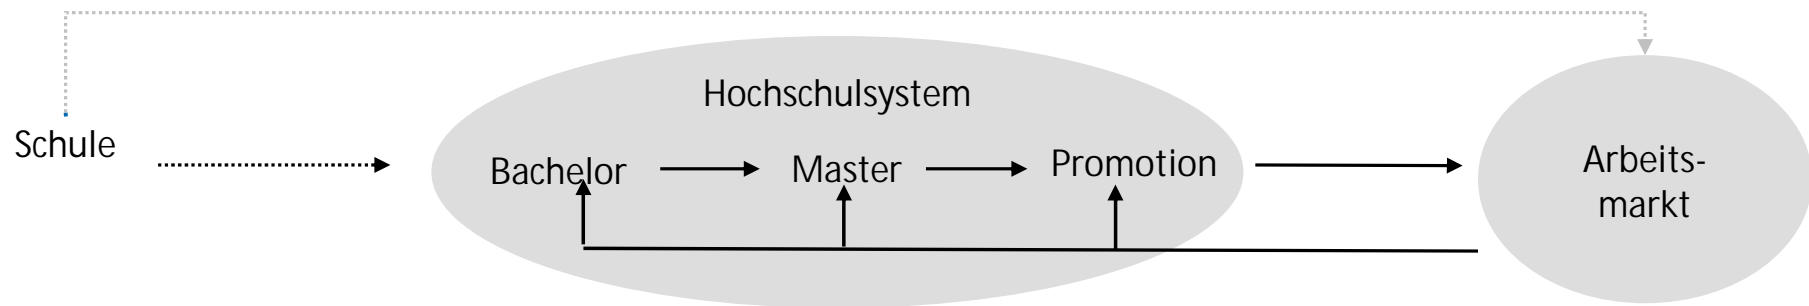 Hochschulsystem
Schule
Bachelor
Master
Promotion
Arbeits-
markt